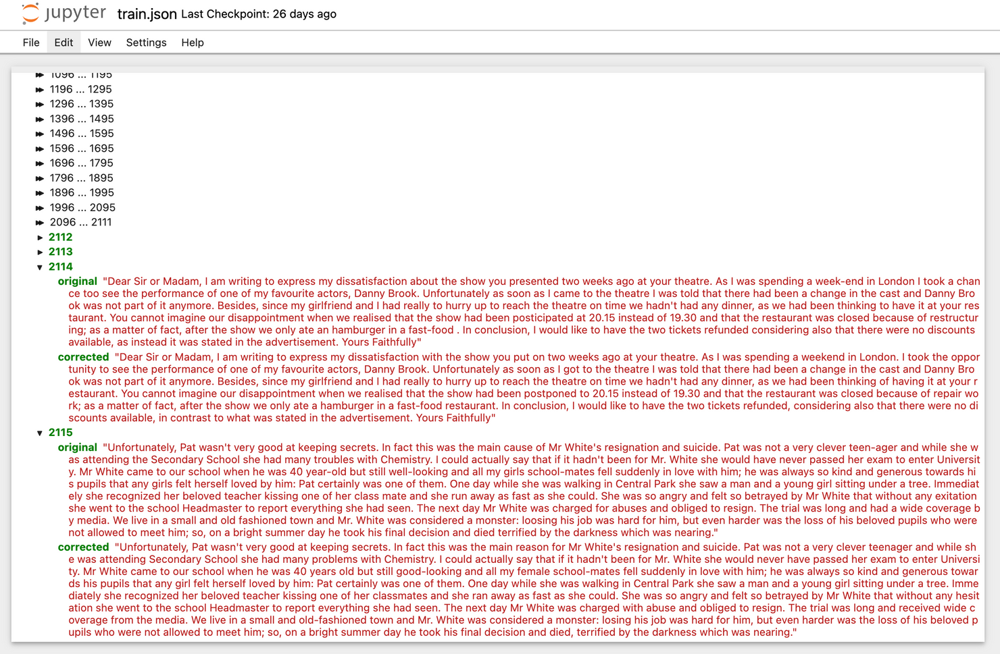 jupyter train.json Last Checkpoint: 26 days ago
File Edit View Settings Help
1096 ... 1195
1196 ... 1295
1296 ... 1395
1396 ... 1495
1496 ... 1595
1596 ... 1695
1696 ... 1795
1796 ... 1895
1896 ... 1995
1996 ... 2095
2096 ... 2111
2112
2113
2114
original "Dear Sir or Madam, I am writing to express my dissatisfaction about the show you presented two weeks ago at your theatre. As I was spending a week-end in London I took a chan
ce too see the performance of one of my favourite actors, Danny Brook. Unfortunately as soon as I came to the theatre I was told that there had been a change in the cast and Danny Bro
ok was not part of it anymore. Besides, since my girlfriend and I had really to hurry up to reach the theatre on time we hadn't had any dinner, as we had been thinking to have it at your res
taurant. You cannot imagine our disappointment when we realised that the show had been posticipated at 20.15 instead of 19.30 and that the restaurant was closed because of restructur
ing; as a matter of fact, after the show we only ate an hamburger in a fast-food . In conclusion, I would like to have the two tickets refunded considering also that there were no discounts
available, as instead it was stated in the advertisement. Yours Faithfully"
corrected "Dear Sir or Madam, I am writing to express my dissatisfaction with the show you put on two weeks ago at your theatre. As I was spending a weekend in London. I took the oppor
tunity to see the performance of one of my favourite actors, Danny Brook. Unfortunately as soon as I got to the theatre I was told that there had been a change in the cast and Danny Bro
ok was not part of it anymore. Besides, since my girlfriend and I had really to hurry up to reach the theatre on time we hadn't had any dinner, as we had been thinking of having it at your r
estaurant. You cannot imagine our disappointment when we realised that the show had been postponed to 20.15 instead of 19.30 and that the restaurant was closed because of repair wo
rk; as a matter of fact, after the show we only ate a hamburger in a fast-food restaurant. In conclusion, I would like to have the two tickets refunded, considering also that there were no di
scounts available, in contrast to what was stated in the advertisement. Yours Faithfully"
2115
original "Unfortunately, Pat wasn't very good at keeping secrets. In fact this was the main cause of Mr White's resignation and suicide. Pat was not a very clever teen-ager and while she w
as attending the Secondary School she had many troubles with Chemistry. I could actually say that if it hadn't been for Mr. White she would have never passed her exam to enter Universit
y. Mr White came to our school when he was 40 year-old but still well-looking and all my girls school-mates fell suddenly in love with him; he was always so kind and generous towards hi
s pupils that any girls felt herself loved by him: Pat certainly was one of them. One day while she was walking in Central Park she saw a man and a young girl sitting under a tree. Immediat
ely she recognized her beloved teacher kissing one of her class mate and she run away as fast as she could. She was so angry and felt so betrayed by Mr White that without any exitation
she went to the school Headmaster to report everything she had seen. The next day Mr White was charged for abuses and obliged to resign. The trial was long and had a wide coverage b
y media. We live in a small and old fashioned town and Mr. White was considered a monster: loosing his job was hard for him, but even harder was the loss of his beloved pupils who were
not allowed to meet him; so, on a bright summer day he took his final decision and died terrified by the darkness which was nearing."
corrected "Unfortunately, Pat wasn't very good at keeping secrets. In fact this was the main reason for Mr White's resignation and suicide. Pat was not a very clever teenager and while sh
e was attending Secondary School she had many problems with Chemistry. I could actually say that if it hadn't been for Mr. White she would never have passed her exam to enter Universi
ty. Mr White came to our school when he was 40 years old but still good-looking and all my female school-mates fell suddenly in love with him; he was always so kind and generous towar
ds his pupils that any girl felt herself loved by him: Pat certainly was one of them. One day while she was walking in Central Park she saw a man and a young girl sitting under a tree. Imme
diately she recognized her beloved teacher kissing one of her classmates and she ran away as fast as she could. She was so angry and felt so betrayed by Mr White that without any hesit
ation she went to the school Headmaster to report everything she had seen. The next day Mr White was charged with abuse and obliged to resign. The trial was long and received wide c
overage from the media. We live in a small and old-fashioned town and Mr. White was considered a monster: losing his job was hard for him, but even harder was the loss of his beloved p
upils who were not allowed to meet him; so, on a bright summer day he took his final decision and died, terrified by the darkness which was nearing."